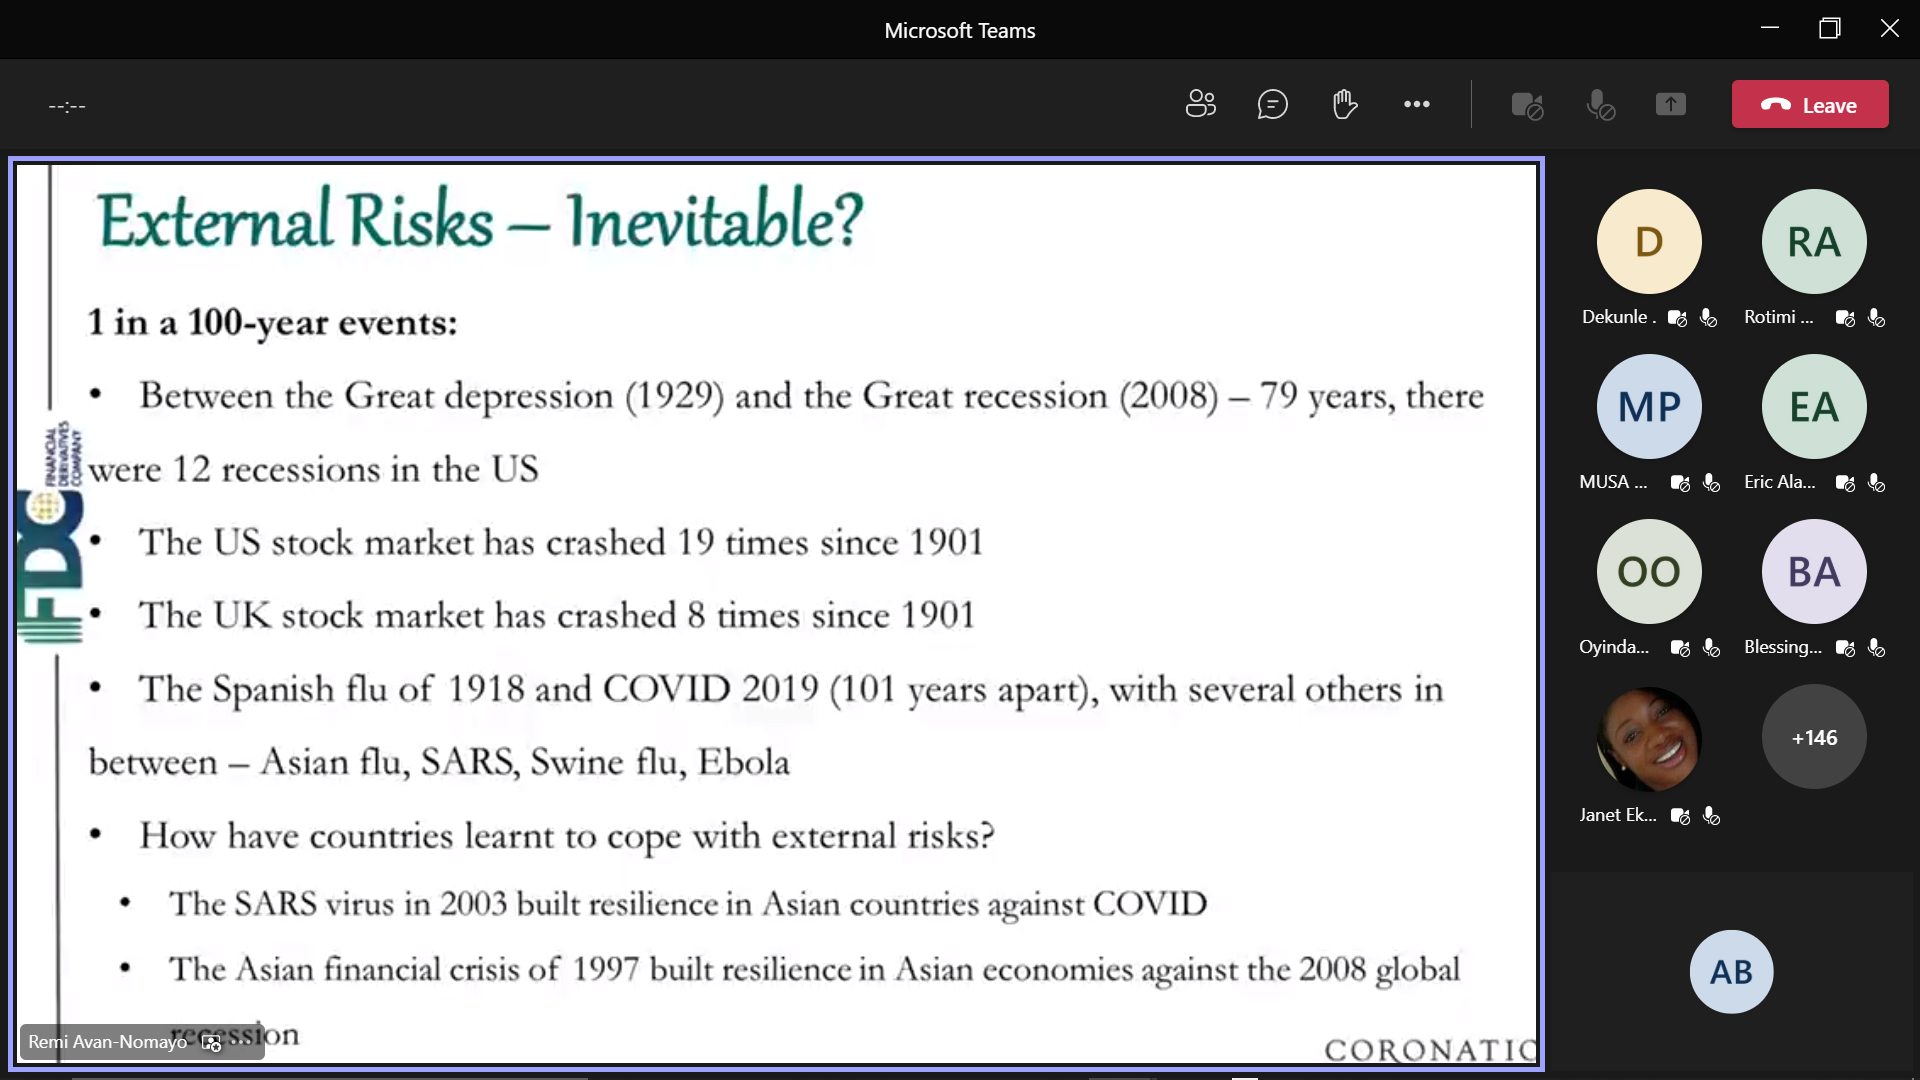 Microsoft Teams
--:--
Leave
External Risks – Inevitable?
1 in a 100-year events:
• Between the Great depression (1929) and the Great recession (2008) – 79 years, there
were 12 recessions in the US
• The US stock market has crashed 19 times since 1901
• The UK stock market has crashed 8 times since 1901
• The Spanish flu of 1918 and COVID 2019 (101 years apart), with several others in
between – Asian flu, SARS, Swine flu, Ebola
• How have countries learnt to cope with external risks?
• The SARS virus in 2003 built resilience in Asian countries against COVID
• The Asian financial crisis of 1997 built resilience in Asian economies against the 2008 global
recession
FDC
FINANCIAL
DERIVATIVES
COMPANY
CORONATIO
Remi Avan-Nomayo
D
RA
Dekunle .
Rotimi ...
MP
EA
MUSA ...
Eric Ala...
OO
BA
Oyinda...
Blessing...
+146
Janet Ek...
AB